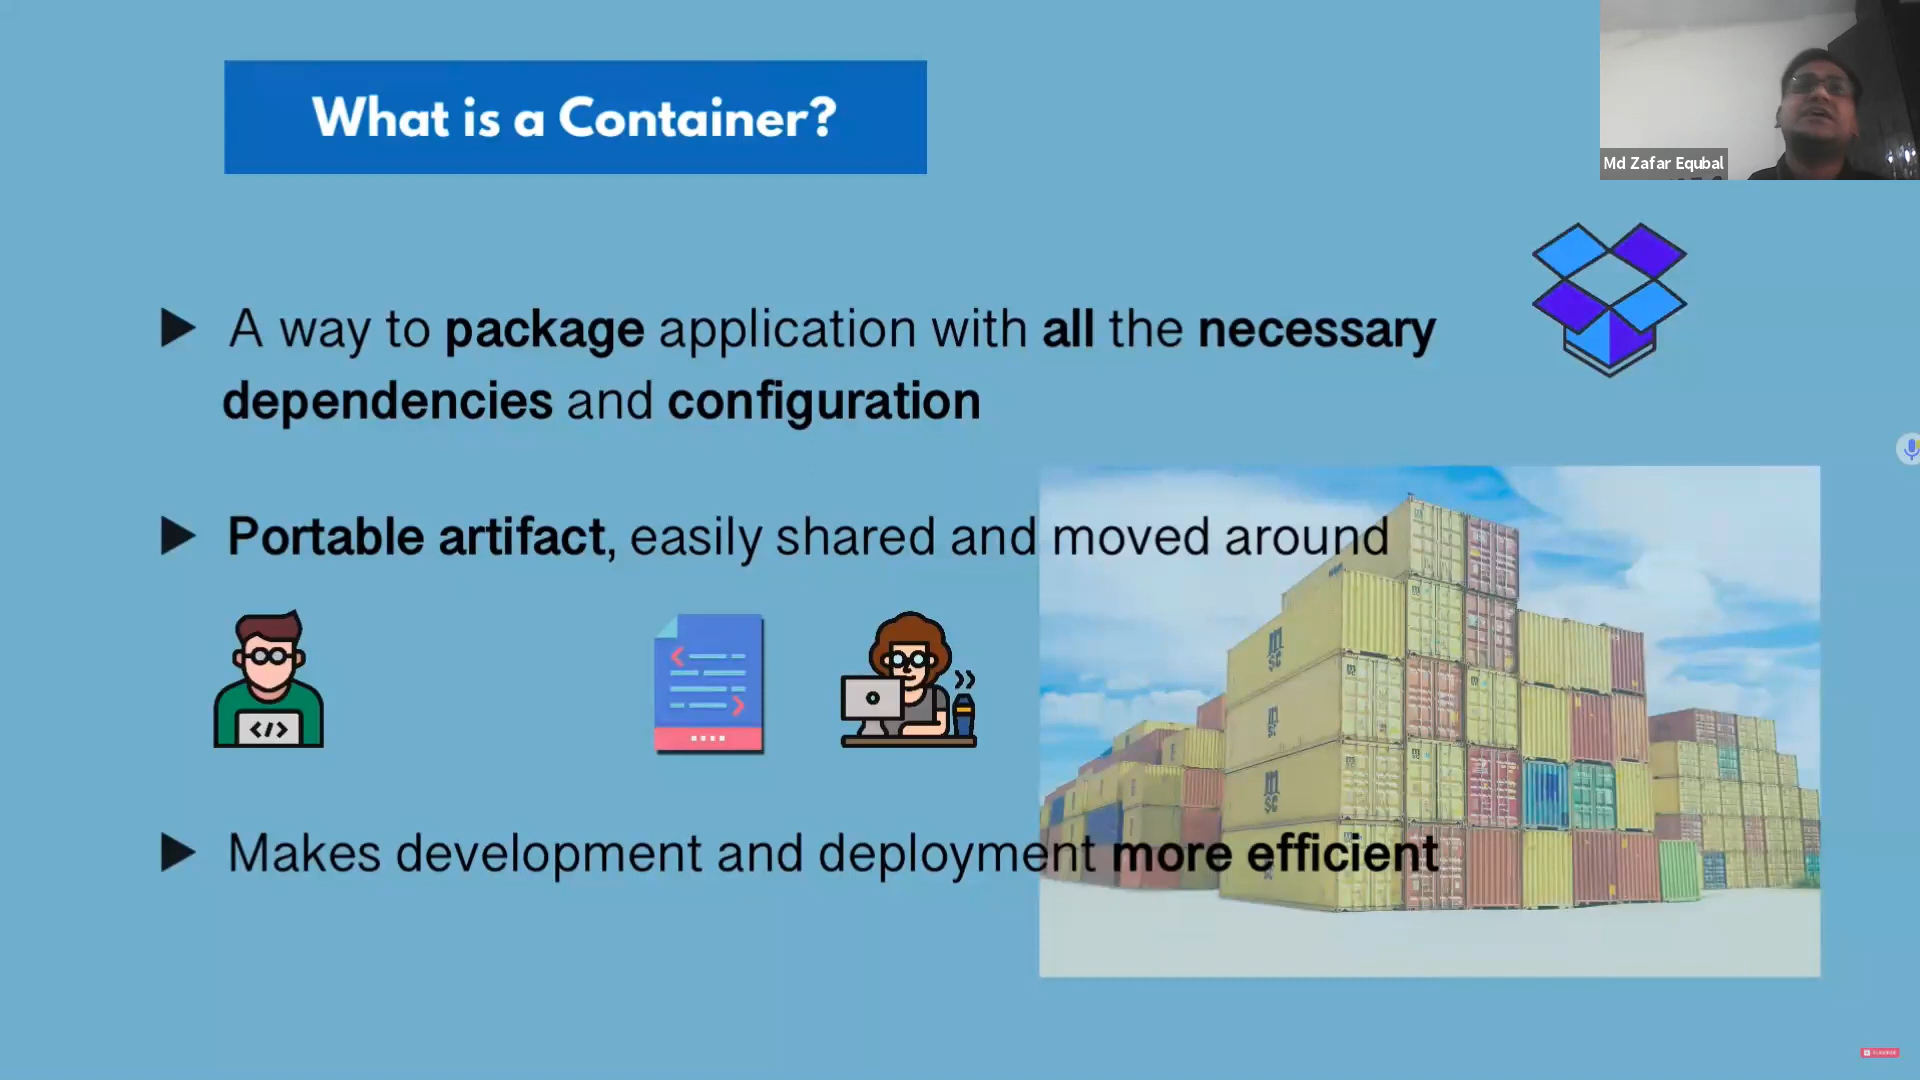 What is a Container?
Md Zafar Equbal
▶ A way to package application with all the necessary
dependencies and configuration
▶ Portable artifact, easily shared and moved around
</>
▶ Makes development and deployment more efficient